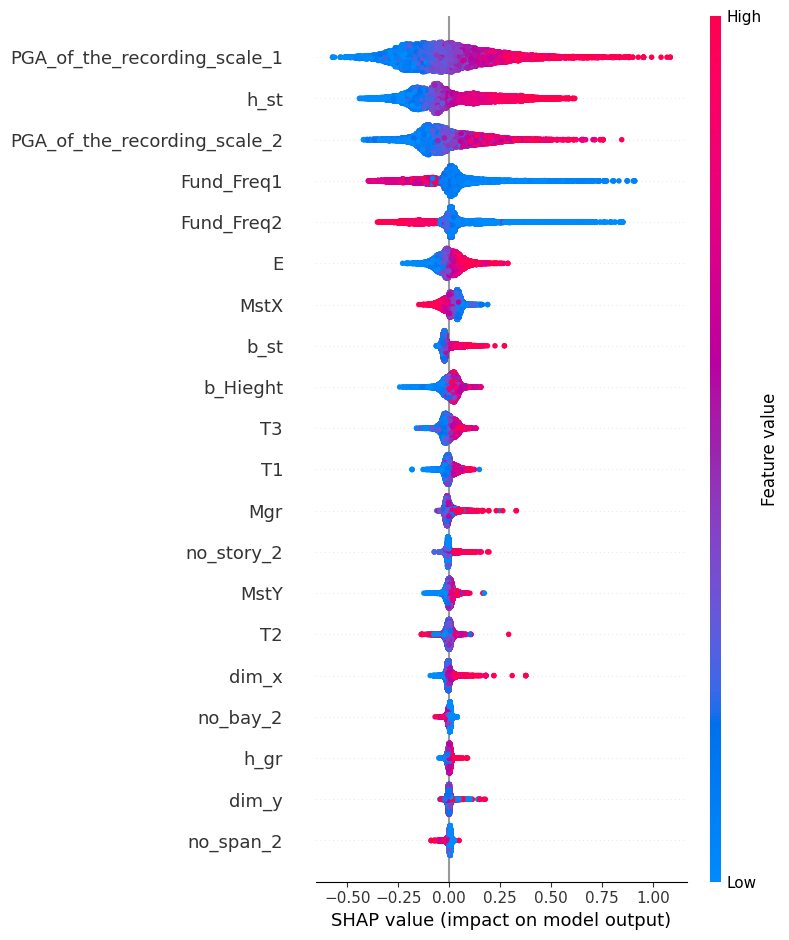 High
PGA_of_the_recording_scale_1
h_st
PGA_of_the_recording_scale_2
Fund_Freq1
Fund_Freq2
E
MstX
b_st
b_Hieght
T3
T1
Mgr
no_story_2
MstY
T2
dim_x
no_bay_2
h_gr
dim_y
no_span_2
Feature value
Low
−0.50 −0.25 0.00 0.25 0.50 0.75 1.00
SHAP value (impact on model output)